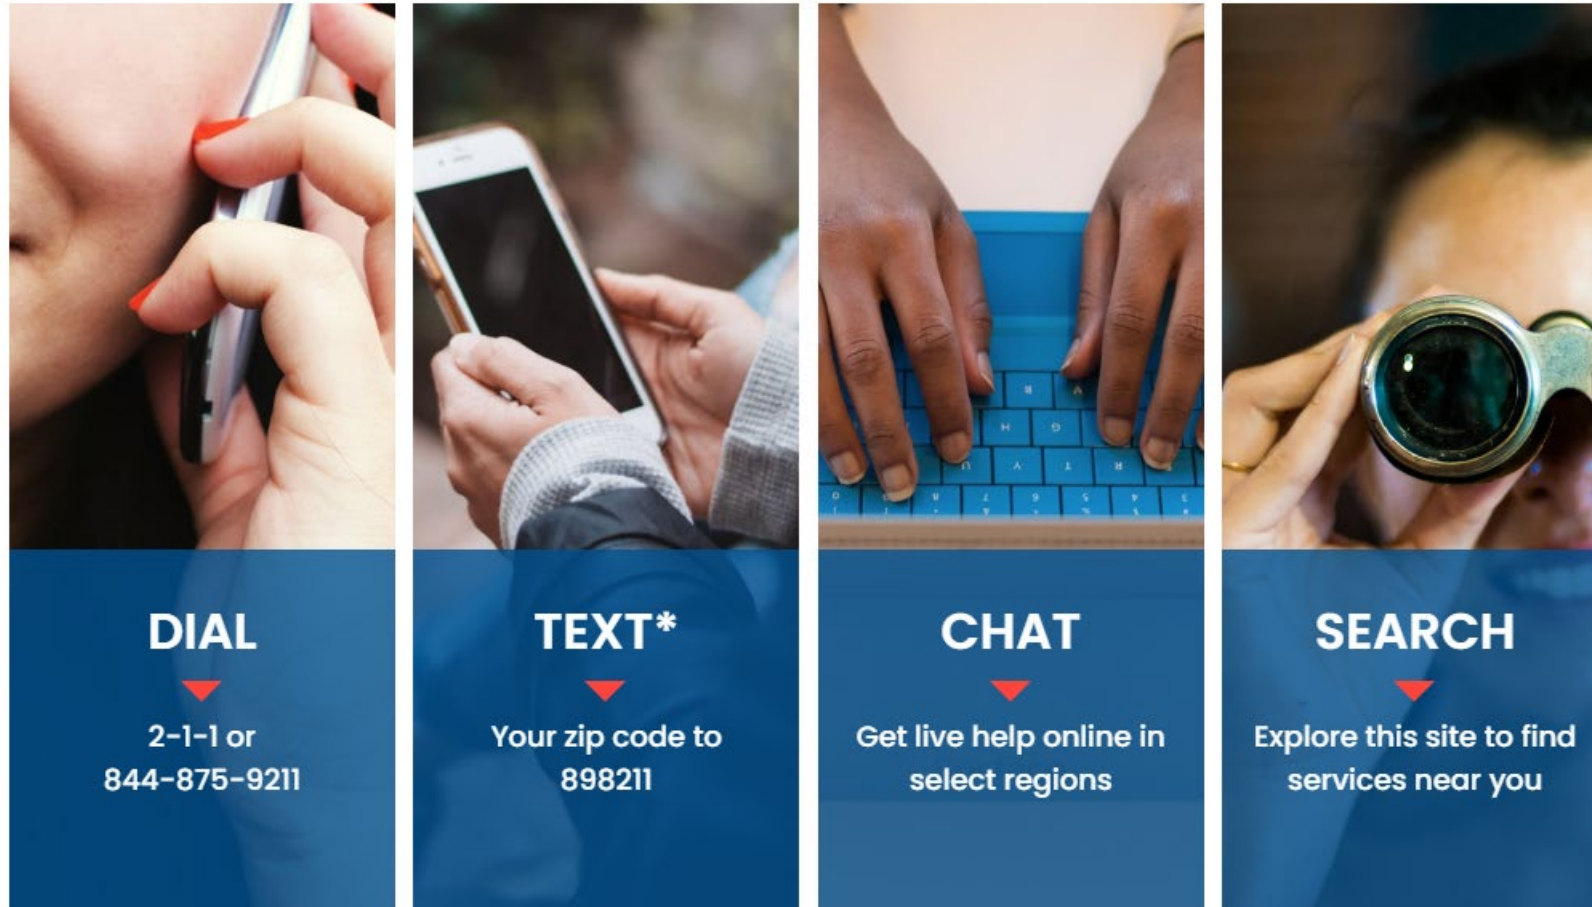 DIAL
2-1-1 or
844-875-9211
TEXT*
Your zip code to
898211
CHAT
Get live help online in
select regions
SEARCH
Explore this site to find
services near you